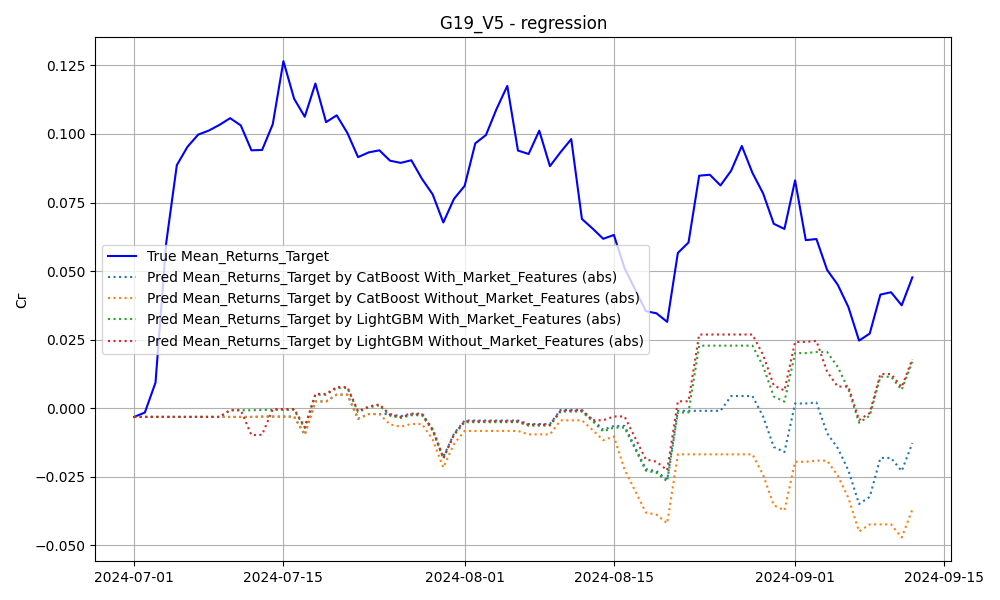 G19_V5 - regression
0.125
0.100
0.075
0.050
0.025
0.000
−0.025
−0.050
Cr
True Mean_Returns_Target
Pred Mean_Returns_Target by CatBoost With_Market_Features (abs)
Pred Mean_Returns_Target by CatBoost Without_Market_Features (abs)
Pred Mean_Returns_Target by LightGBM With_Market_Features (abs)
Pred Mean_Returns_Target by LightGBM Without_Market_Features (abs)
2024-07-01 2024-07-15 2024-08-01 2024-08-15 2024-09-01 2024-09-15